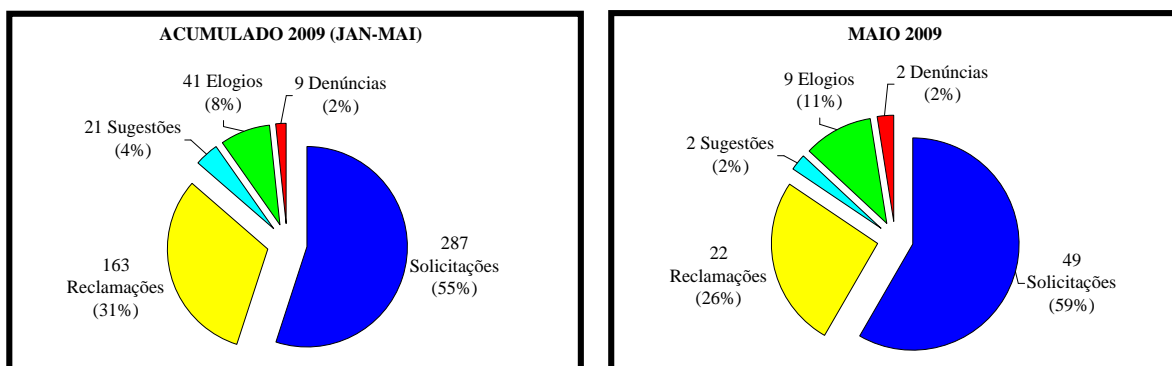 ACUMULADO 2009 (JAN-MAI)
41 Elogios
(8%)
9 Denúncias
(2%)
21 Sugestões
(4%)
163
Reclamações
(31%)
287
Solicitações
(55%)
MAIO 2009
9 Elogios
(11%)
2 Denúncias
(2%)
2 Sugestões
(2%)
22
Reclamações
(26%)
49
Solicitações
(59%)